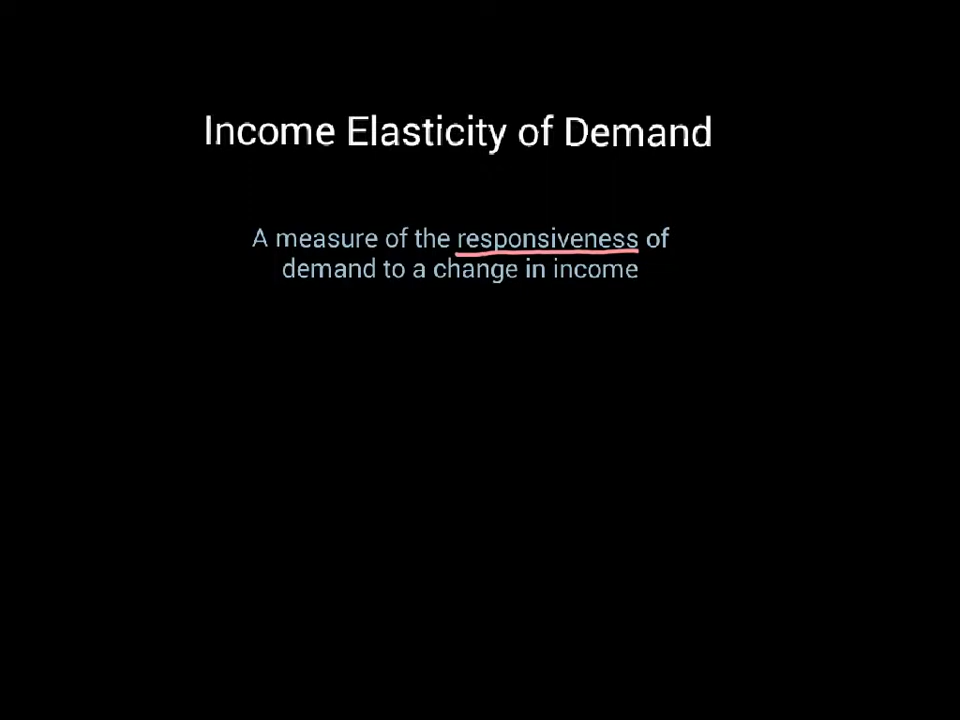 Income Elasticity of Demand
A measure of the responsiveness of
demand to a change in income